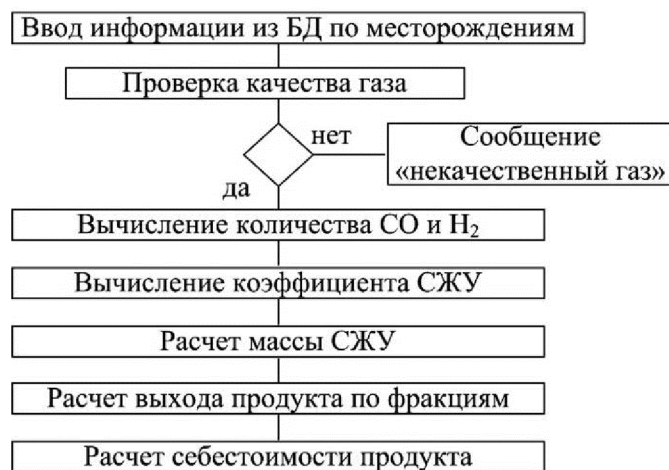 Ввод информации из БД по месторождениям
Проверка качества газа
нет
Сообщение
«некачественный газ»
да
Вычисление количества СО и Н₂
Вычисление коэффициента СЖУ
Расчет массы СЖУ
Расчет выхода продукта по фракциям
Расчет себестоимости продукта